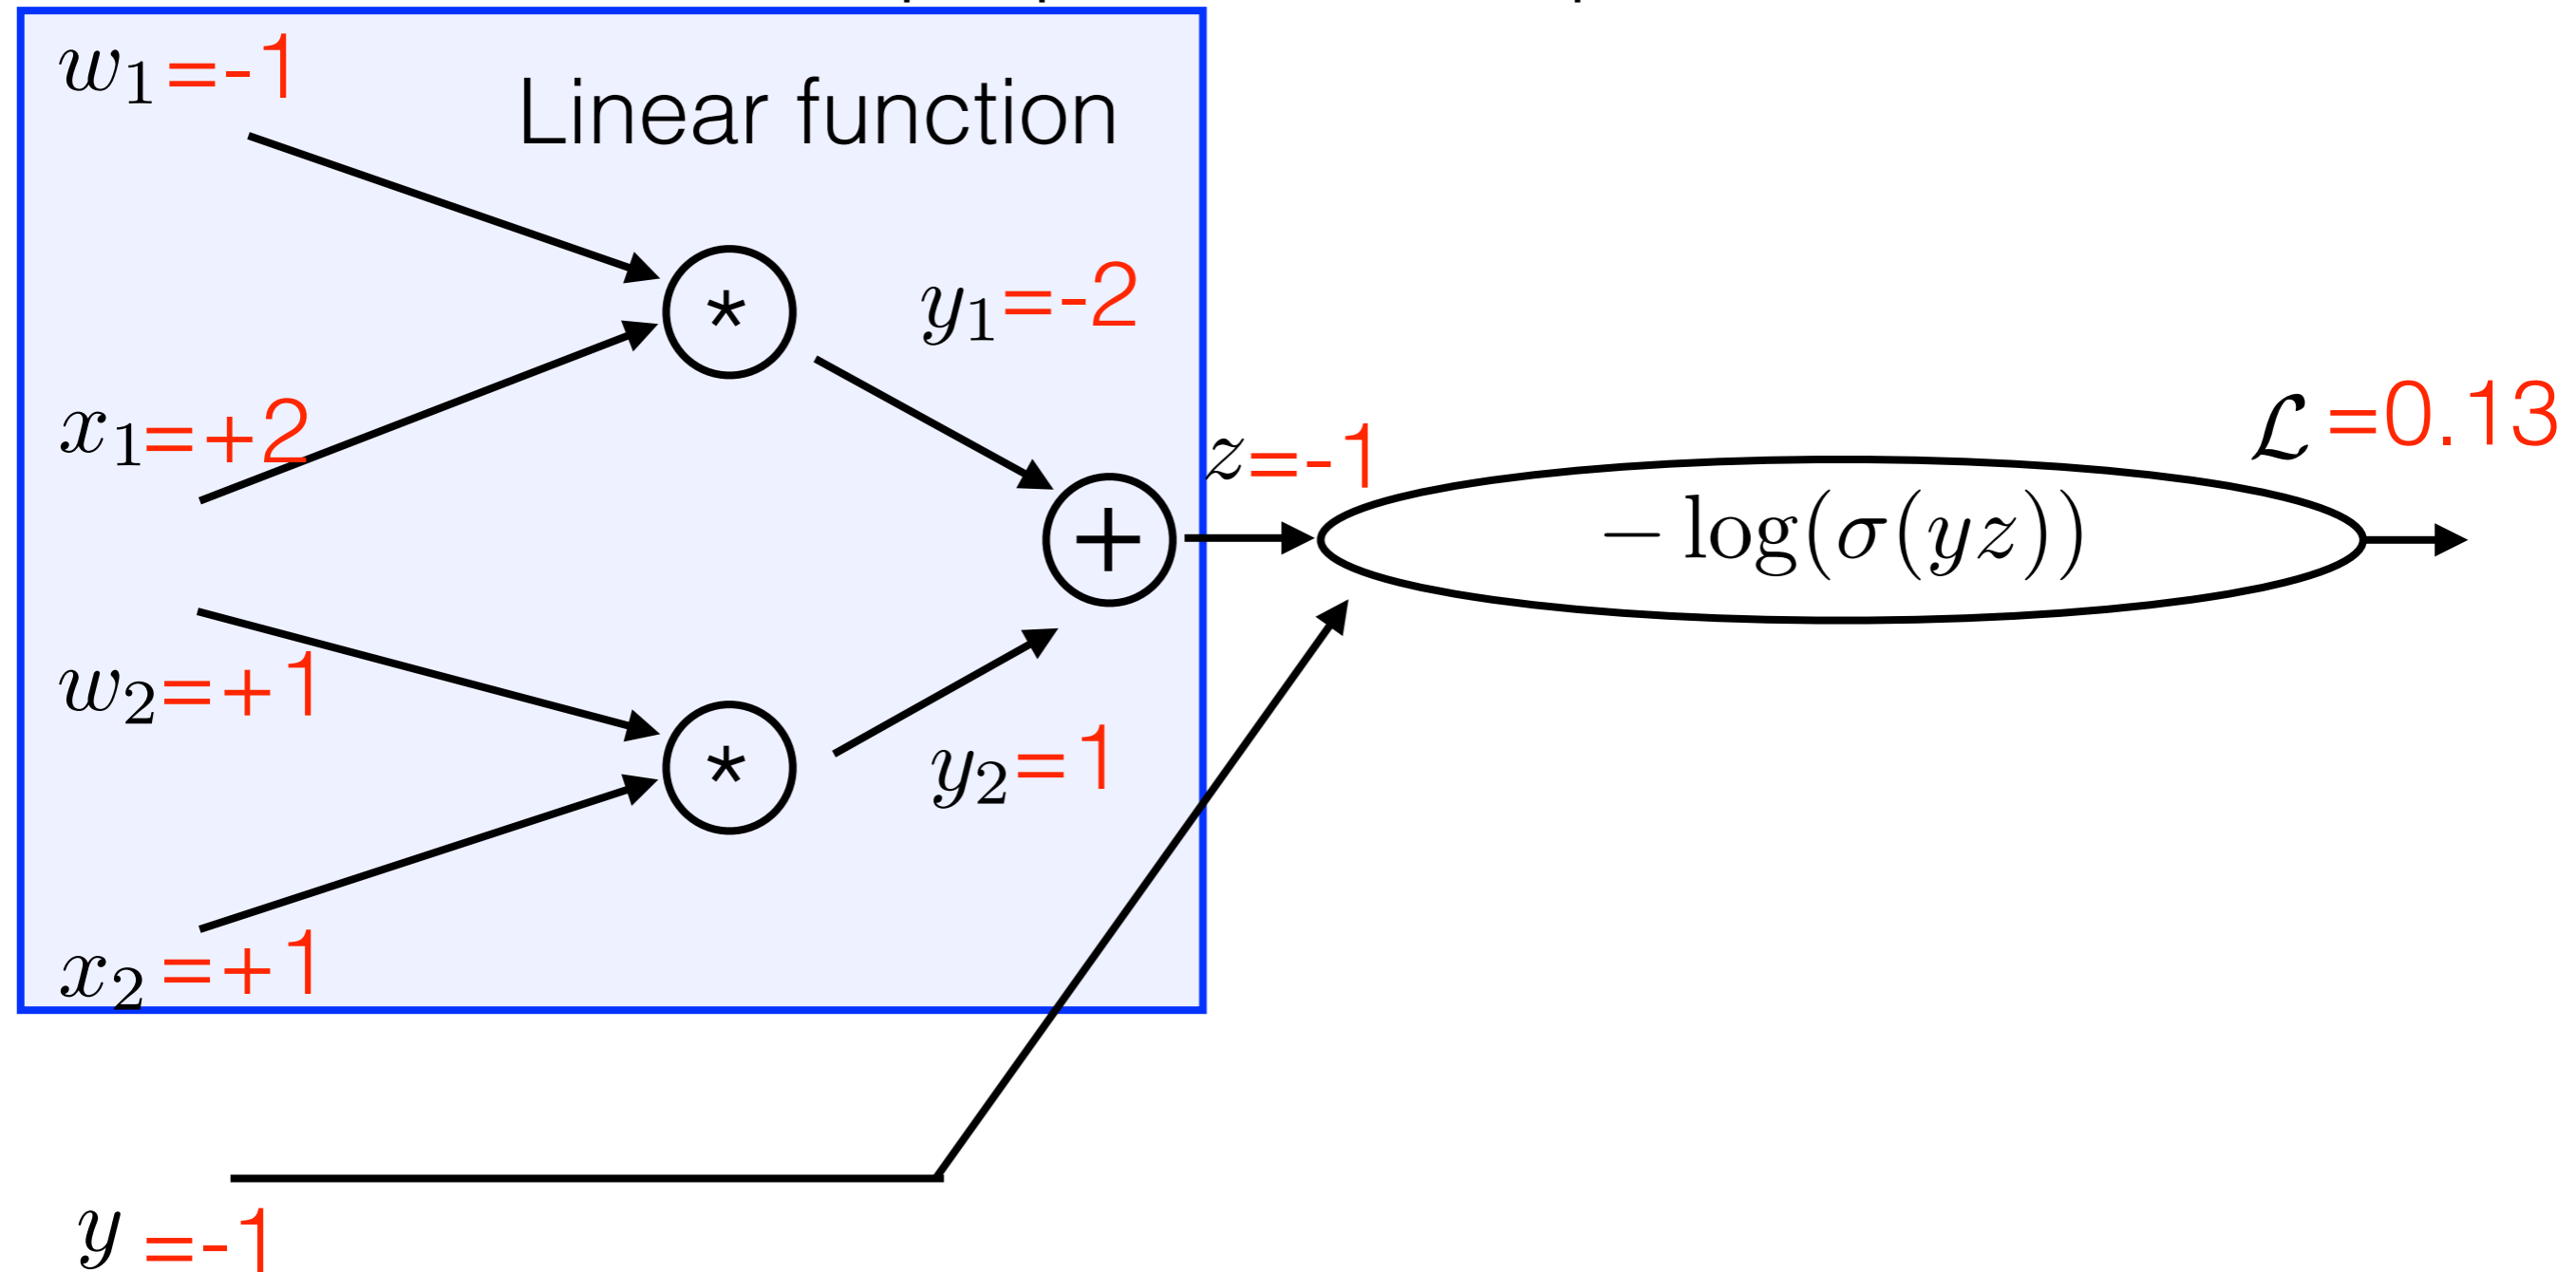 w₁=-1
Linear function
*
y₁=-2
x₁=+2
z=-1
ℒ=0.13
+
− log(σ(yz))
w₂=+1
*
y₂=1
x₂=+1
y=-1